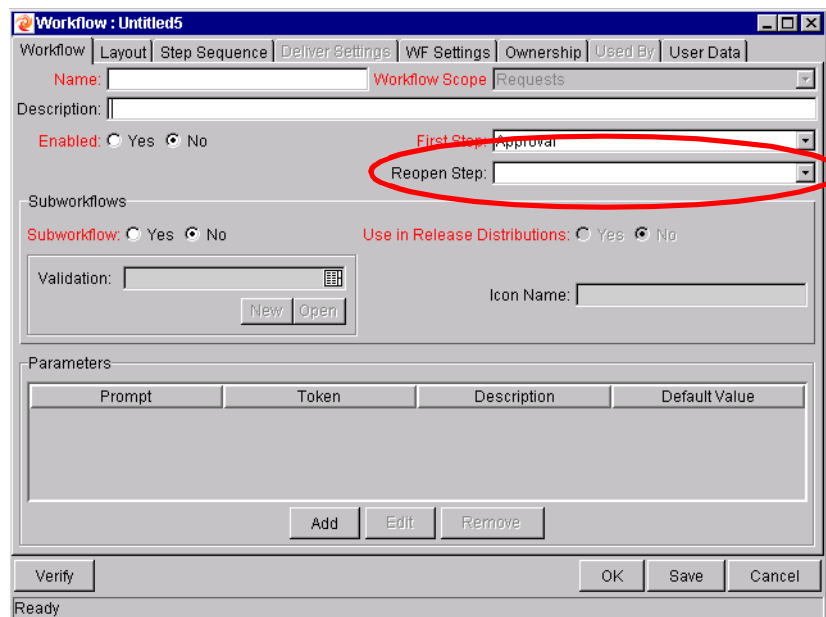 Workflow : Untitled5
Workflow Layout Step Sequence Deliver Settings WF Settings Ownership Used By User Data
Name: Workflow Scope Requests
Description:
Enabled: Yes No First Step: Approval
Reopen Step:
Subworkflows
Subworkflow: Yes No Use in Release Distributions: Yes No
Validation:
Icon Name:
New Open
Parameters
Prompt Token Description Default Value
Add Edit Remove
Verify OK Save Cancel
Ready